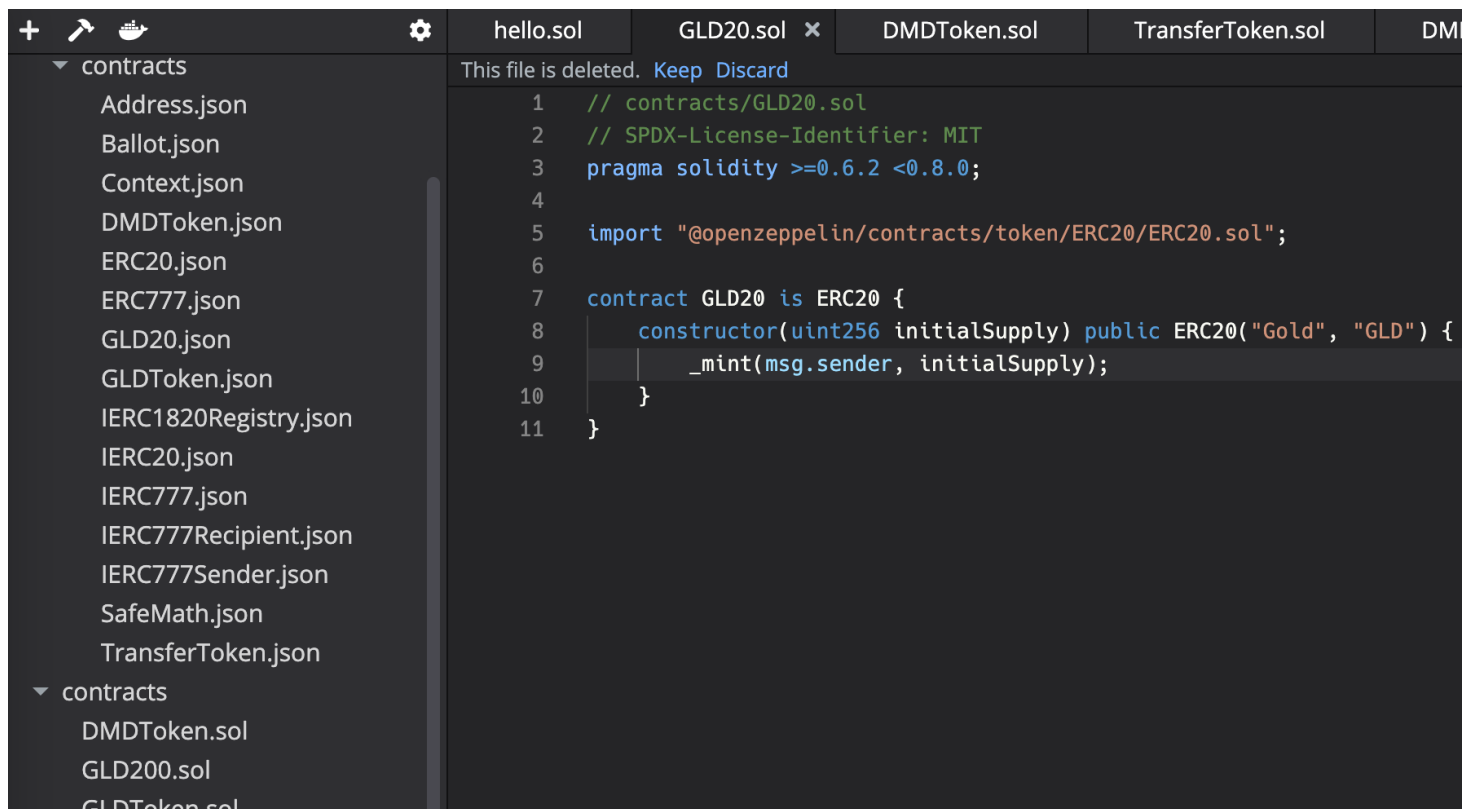 hello.sol
GLD20.sol ×
DMDToken.sol
TransferToken.sol
DMI
contracts
Address.json
Ballot.json
Context.json
DMDToken.json
ERC20.json
ERC777.json
GLD20.json
GLDToken.json
IERC1820Registry.json
IERC20.json
IERC777.json
IERC777Recipient.json
IERC777Sender.json
SafeMath.json
TransferToken.json
contracts
DMDToken.sol
GLD200.sol
GLDToken.sol
This file is deleted. Keep Discard
1 // contracts/GLD20.sol
2 // SPDX-License-Identifier: MIT
3 pragma solidity >=0.6.2 <0.8.0;
4
5 import "@openzeppelin/contracts/token/ERC20/ERC20.sol";
6
7 contract GLD20 is ERC20 {
8 constructor(uint256 initialSupply) public ERC20("Gold", "GLD") {
9 _mint(msg.sender, initialSupply);
10 }
11 }